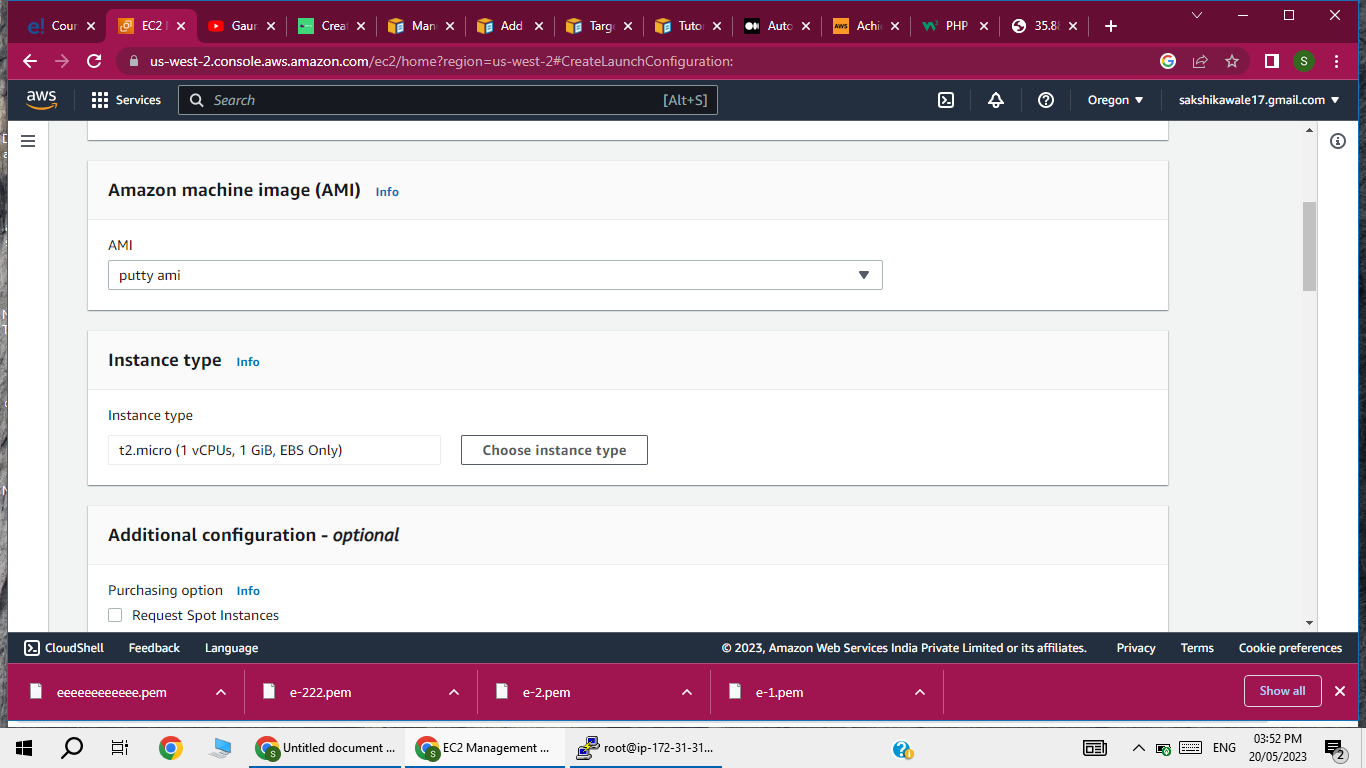 Cour
EC2 |
Gaur
Creat
Man
Add
Targ
Tuto
Auto
Achi
PHP
35.8
us-west-2.console.aws.amazon.com/ec2/home?region=us-west-2#CreateLaunchConfiguration:
S
aws
Services
Search
[Alt+S]
Oregon
sakshikawale17.gmail.com
Amazon machine image (AMI) Info
AMI
putty ami
Instance type Info
Instance type
t2.micro (1 vCPUs, 1 GiB, EBS Only)
Choose instance type
Additional configuration - optional
Purchasing option Info
Request Spot Instances
CloudShell
Feedback
Language
© 2023, Amazon Web Services India Private Limited or its affiliates.
Privacy
Terms
Cookie preferences
eeeeeeeeeeee.pem
e-222.pem
e-2.pem
e-1.pem
Show all
Untitled document ...
EC2 Management ...
root@ip-172-31-31...
ENG
03:52 PM
20/05/2023
2